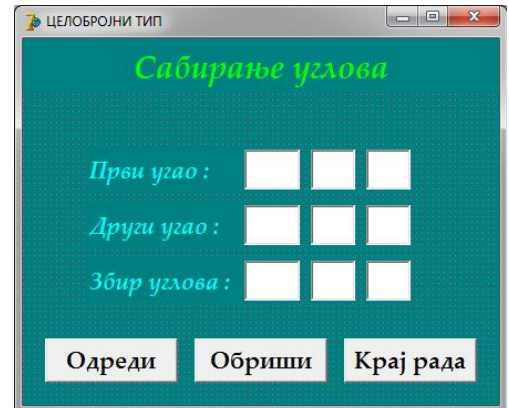 ЦЕЛОБРОЈНИ ТИП
Сабирање углова
Први угао :
Други угао :
Збир углова :
Одреди Обриши Крај рада